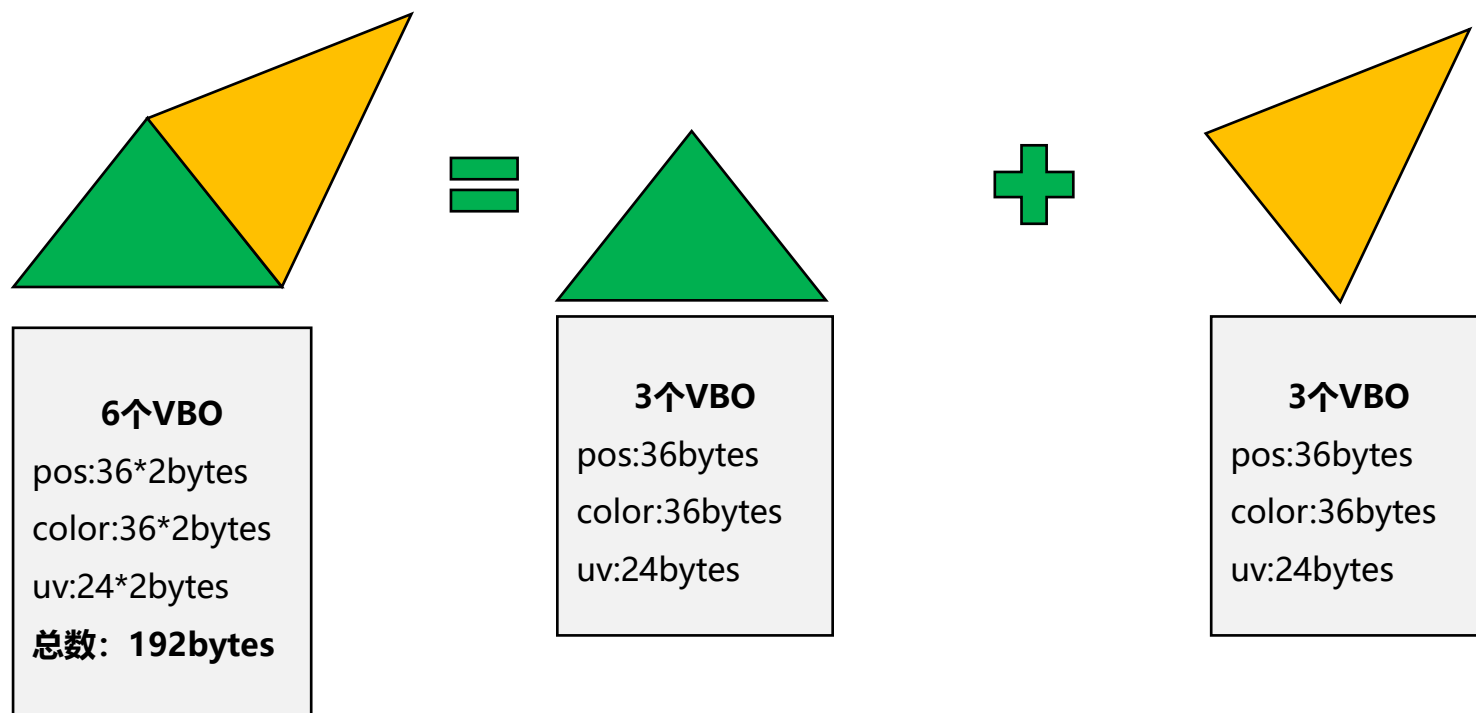 6个VBO
pos:36*2bytes
color:36*2bytes
uv:24*2bytes
总数：192bytes
3个VBO
pos:36bytes
color:36bytes
uv:24bytes
3个VBO
pos:36bytes
color:36bytes
uv:24bytes